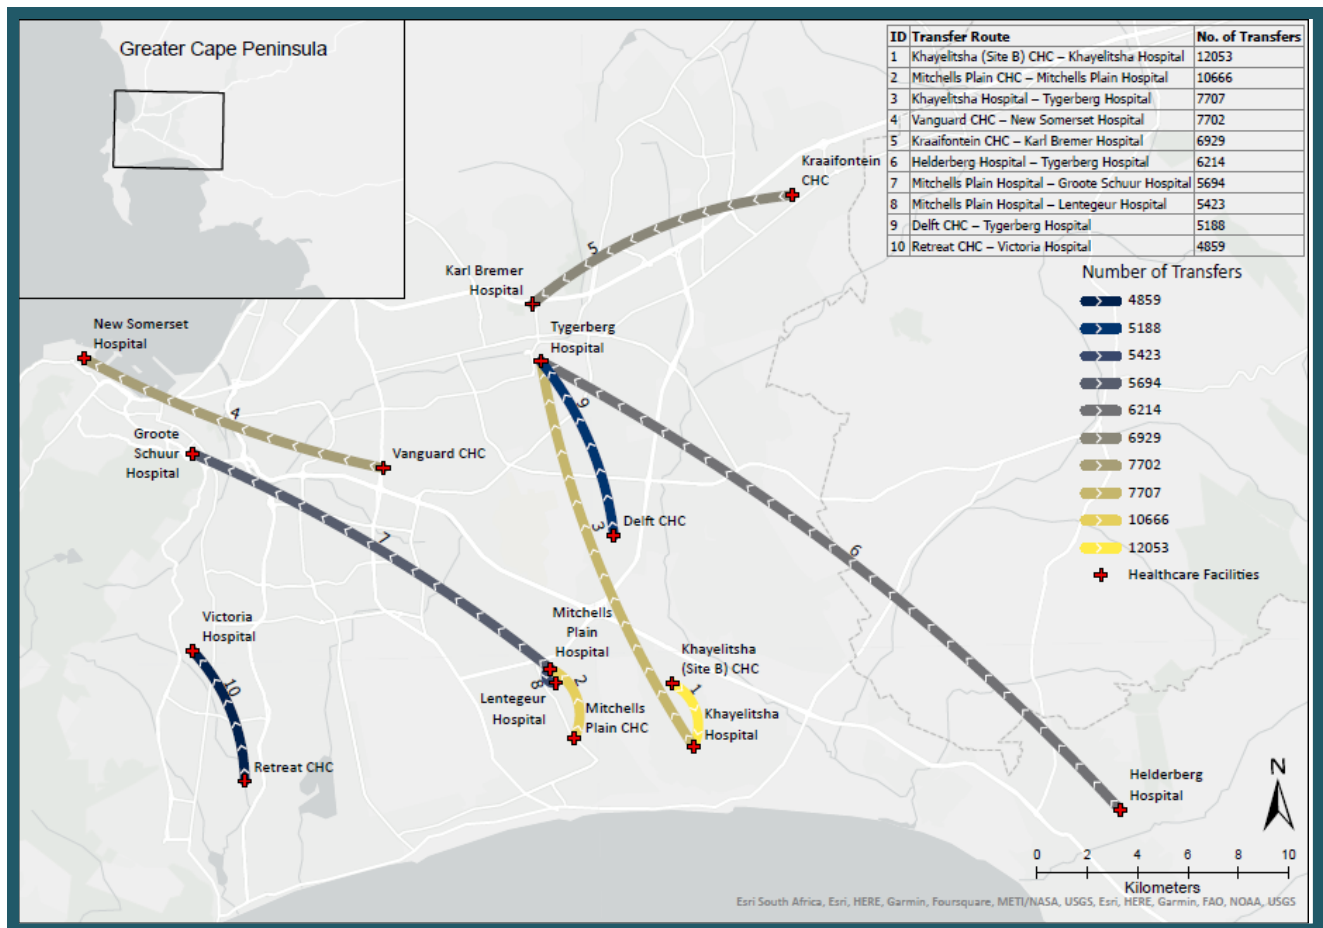 Greater Cape Peninsula
ID Transfer Route No. of Transfers
1 Khayelitsha (Site B) CHC – Khayelitsha Hospital 12053
2 Mitchells Plain CHC – Mitchells Plain Hospital 10666
3 Khayelitsha Hospital – Tygerberg Hospital 7707
4 Vanguard CHC – New Somerset Hospital 7702
5 Kraaifontein CHC – Karl Bremer Hospital 6929
6 Helderberg Hospital – Tygerberg Hospital 6214
7 Mitchells Plain Hospital – Groote Schuur Hospital 5694
8 Mitchells Plain Hospital – Lentegeur Hospital 5423
9 Delft CHC – Tygerberg Hospital 5188
10 Retreat CHC – Victoria Hospital 4859
Number of Transfers
4859
5188
5423
5694
6214
6929
7702
7707
10666
12053
Healthcare Facilities
Kraaifontein
CHC
5
Karl Bremer
Hospital
Tygerberg
Hospital
New Somerset
Hospital
4
9
Groote
Schuur
Hospital
Vanguard CHC
3
Delft CHC
7
6
Victoria
Hospital
Mitchells
Plain
Hospital
Khayelitsha
(Site B) CHC
10
8
2
1
Lentegeur
Hospital
Mitchells
Plain CHC
Khayelitsha
Hospital
Retreat CHC
Helderberg
Hospital
N
0 2 4 6 8 10
Kilometers
Esri South Africa, Esri, HERE, Garmin, Foursquare, METI/NASA, USGS, Esri, HERE, Garmin, FAO, NOAA, USGS